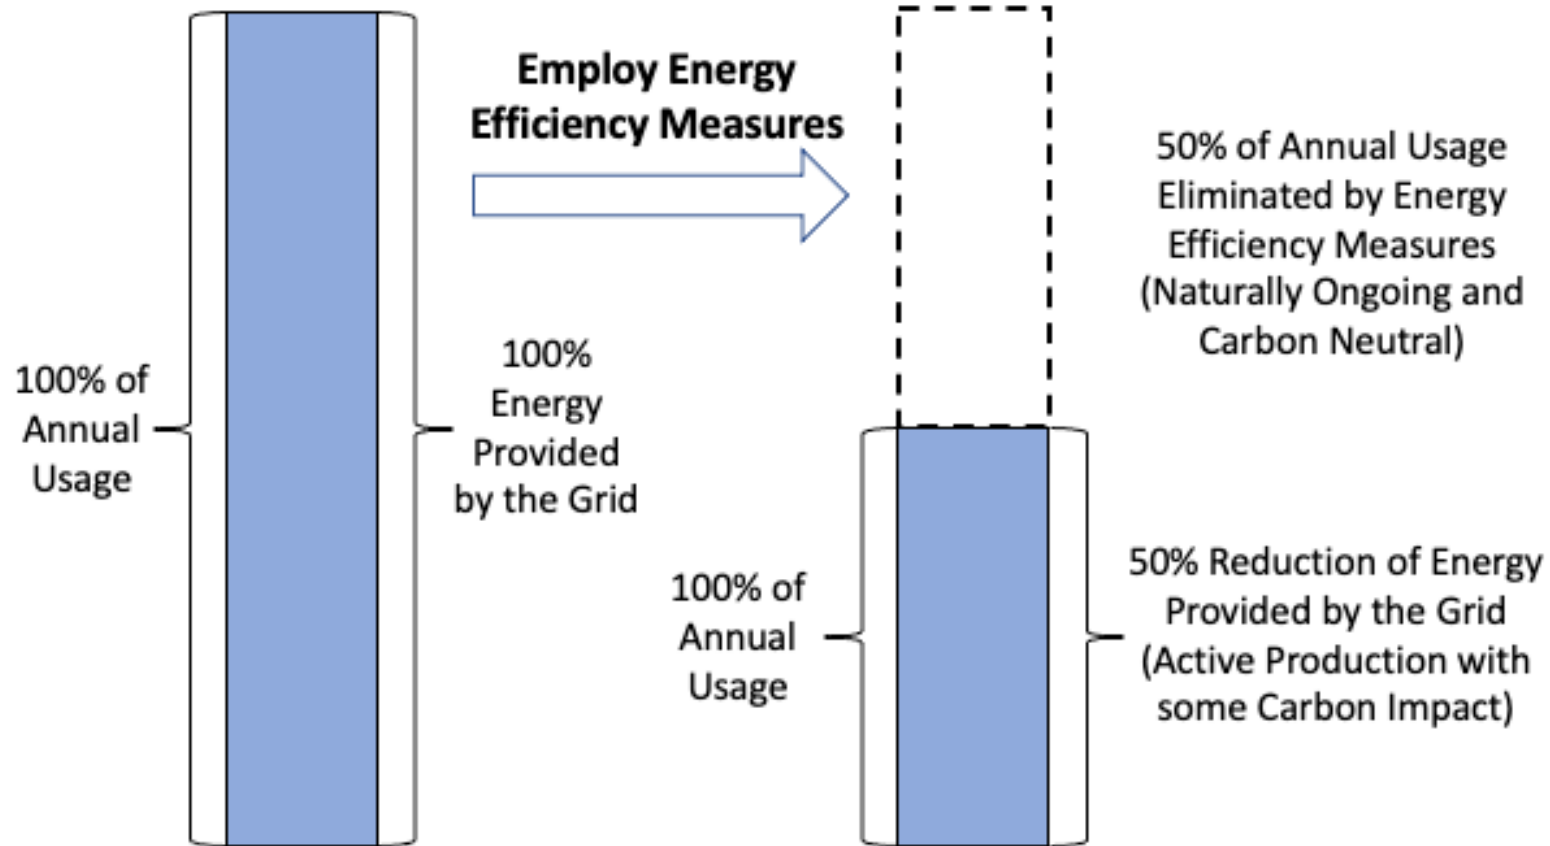 100% of
Annual
Usage
100%
Energy
Provided
by the Grid
Employ Energy
Efficiency Measures
50% of Annual Usage
Eliminated by Energy
Efficiency Measures
(Naturally Ongoing and
Carbon Neutral)
100% of
Annual
Usage
50% Reduction of Energy
Provided by the Grid
(Active Production with
some Carbon Impact)